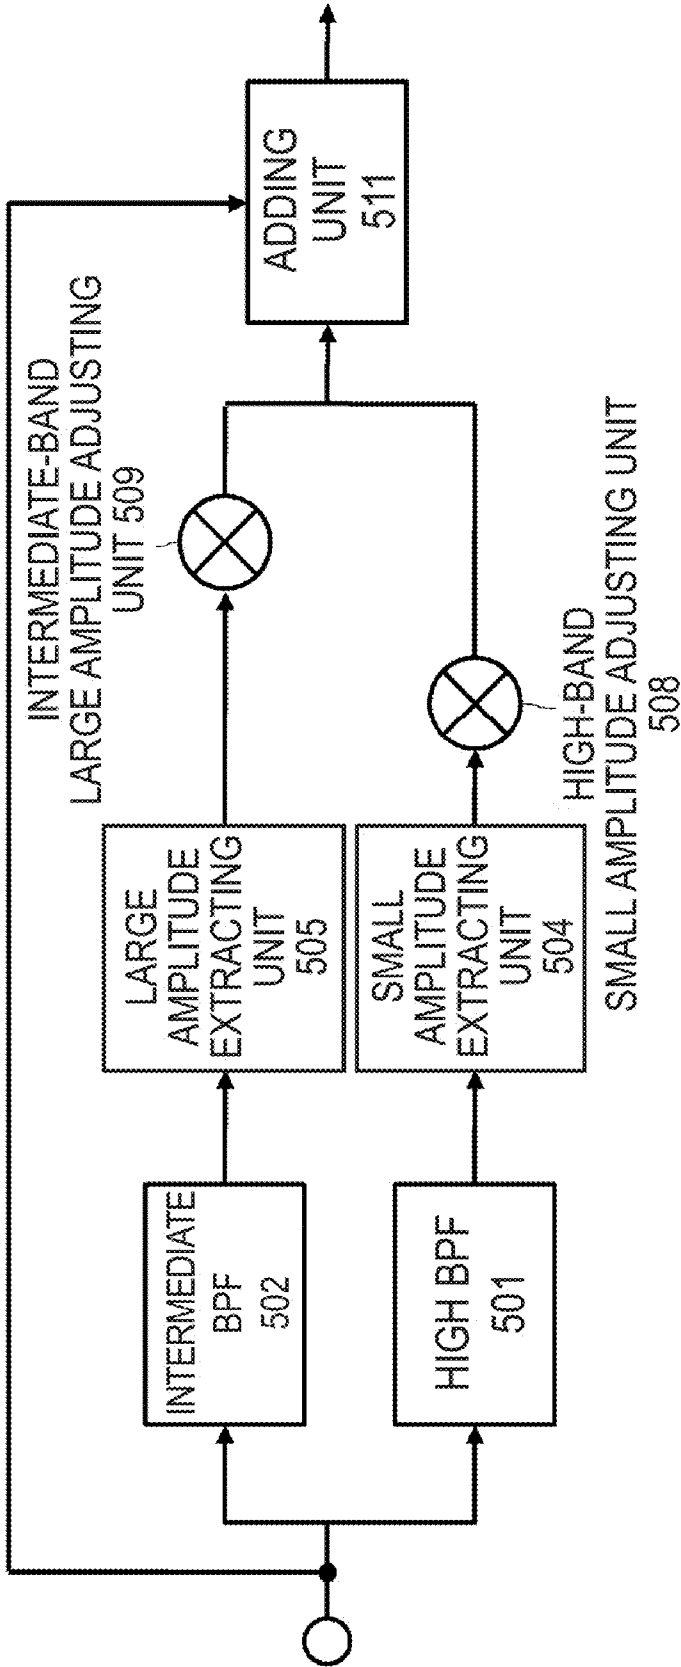 INTERMEDIATE
BPF
502
HIGH BPF
501
LARGE
AMPLITUDE
EXTRACTING
UNIT
505
SMALL
AMPLITUDE
EXTRACTING
UNIT
504
INTERMEDIATE-BAND
LARGE AMPLITUDE ADJUSTING
UNIT 509
HIGH-BAND
SMALL AMPLITUDE ADJUSTING UNIT
508
ADDING
UNIT
511